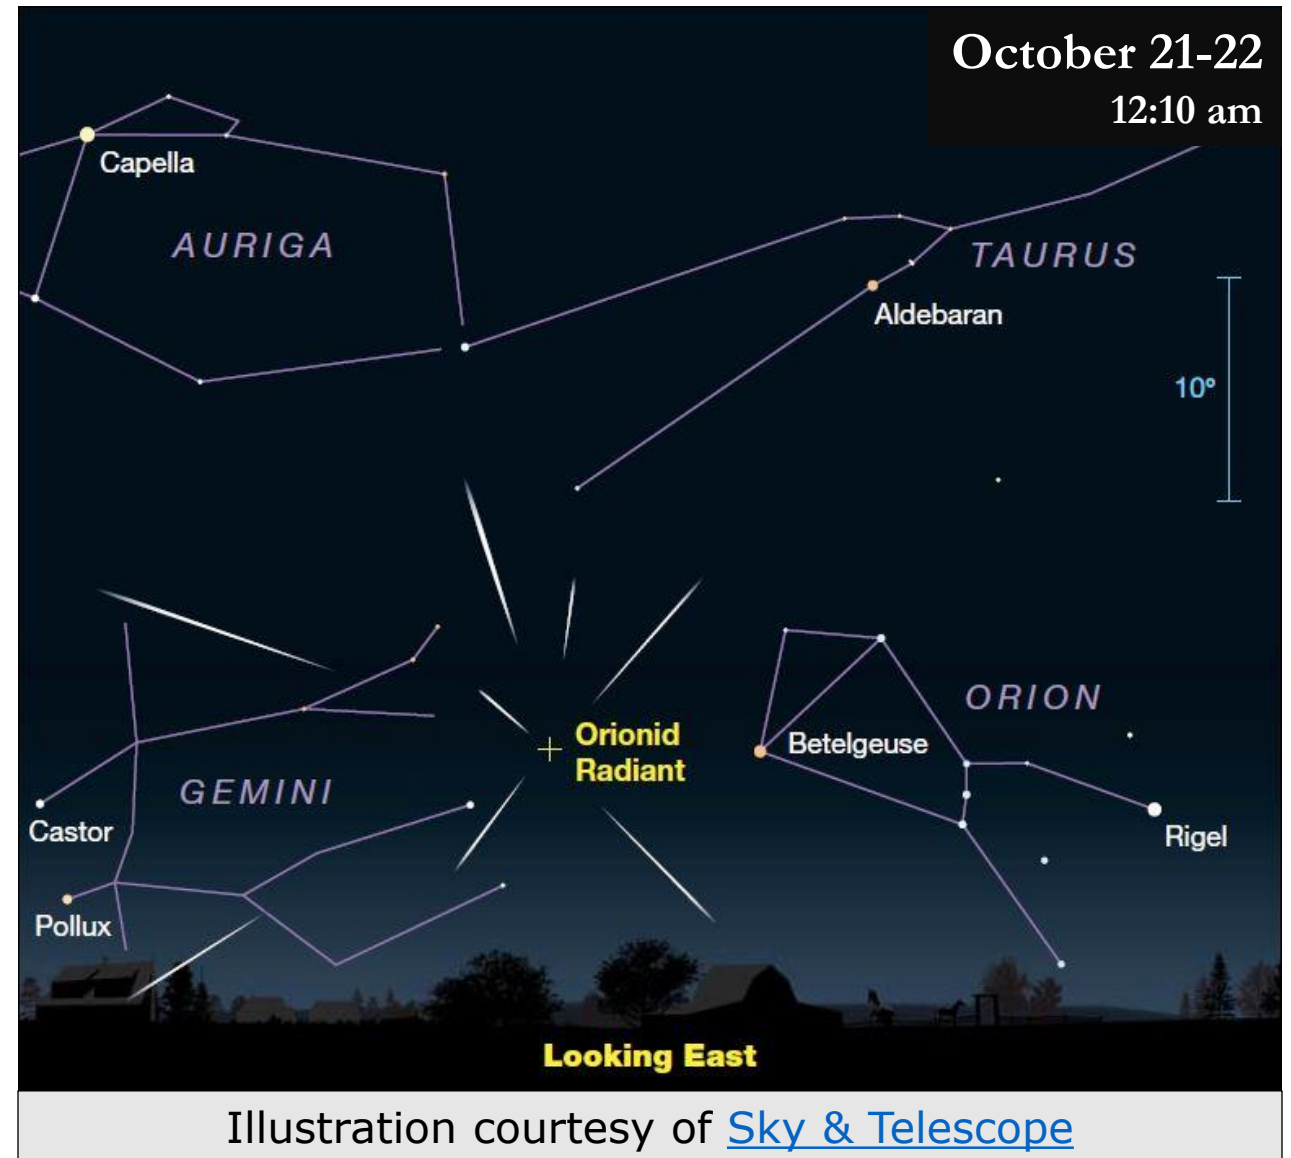 October 21-22
12:10 am
Capella
AURIGA
TAURUS
Aldebaran
10°
ORION
Orionid
Radiant
Betelgeuse
GEMINI
Castor
Rigel
Pollux
Looking East
Illustration courtesy of Sky & Telescope